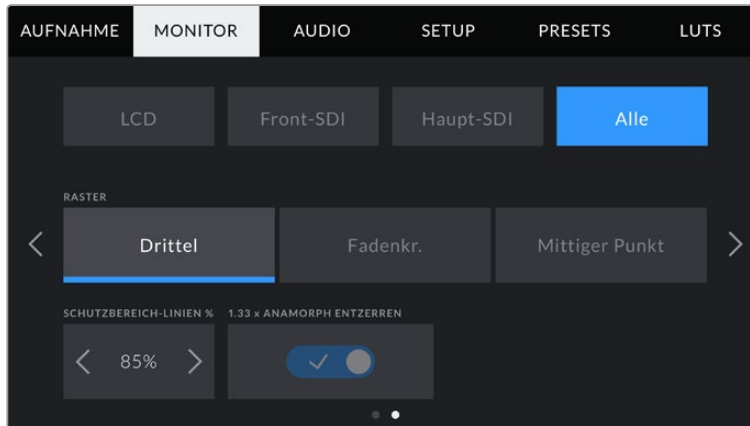 AUFNAHME MONITOR AUDIO SETUP PRESETS LUTS
LCD Front-SDI Haupt-SDI Alle
RASTER
Drittel Fadenkr. Mittiger Punkt
SCHUTZBEREICH-LINIEN % 1.33 x ANAMORPH ENTZERREN
85%